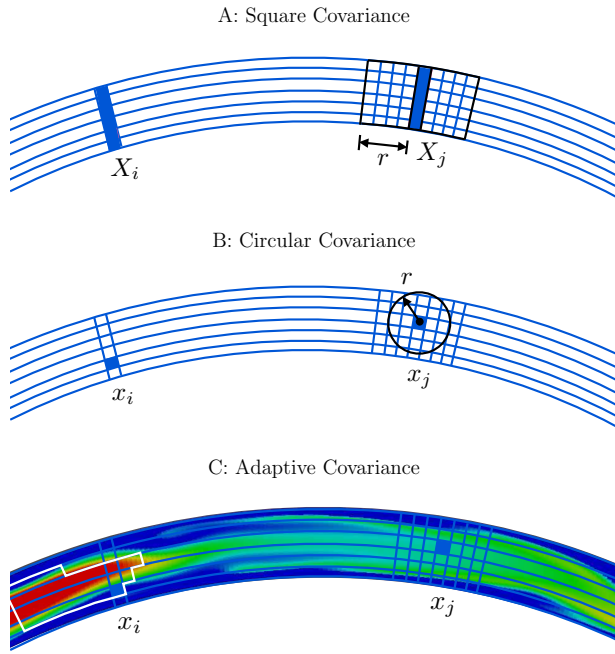 A: Square Covariance
X_i
r
X_j
B: Circular Covariance
r
x_i
x_j
C: Adaptive Covariance
x_i
x_j